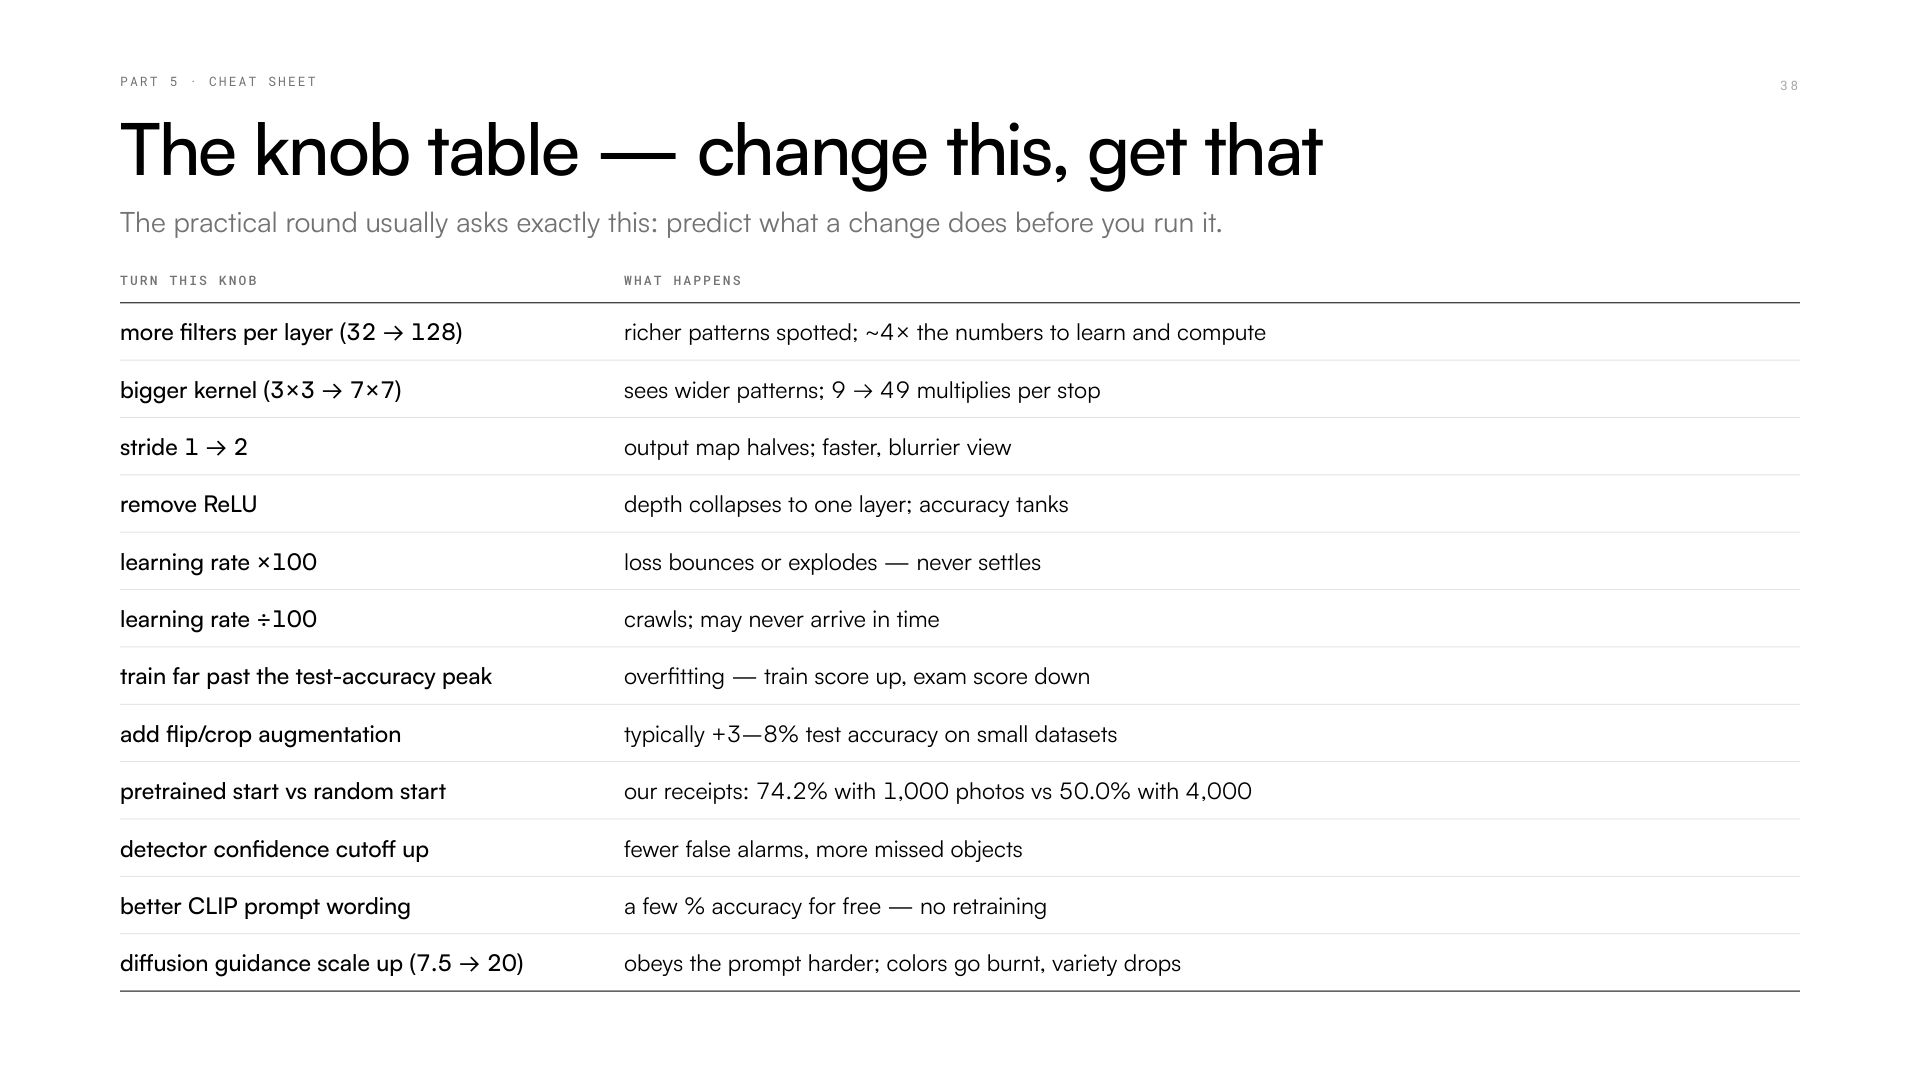 PART 5 · CHEAT SHEET
38
The knob table — change this, get that
The practical round usually asks exactly this: predict what a change does before you run it.
TURN THIS KNOB WHAT HAPPENS
more filters per layer (32 → 128) richer patterns spotted; ~4× the numbers to learn and compute
bigger kernel (3×3 → 7×7) sees wider patterns; 9 → 49 multiplies per stop
stride 1 → 2 output map halves; faster, blurrier view
remove ReLU depth collapses to one layer; accuracy tanks
learning rate ×100 loss bounces or explodes — never settles
learning rate ÷100 crawls; may never arrive in time
train far past the test-accuracy peak overfitting — train score up, exam score down
add flip/crop augmentation typically +3–8% test accuracy on small datasets
pretrained start vs random start our receipts: 74.2% with 1,000 photos vs 50.0% with 4,000
detector confidence cutoff up fewer false alarms, more missed objects
better CLIP prompt wording a few % accuracy for free — no retraining
diffusion guidance scale up (7.5 → 20) obeys the prompt harder; colors go burnt, variety drops